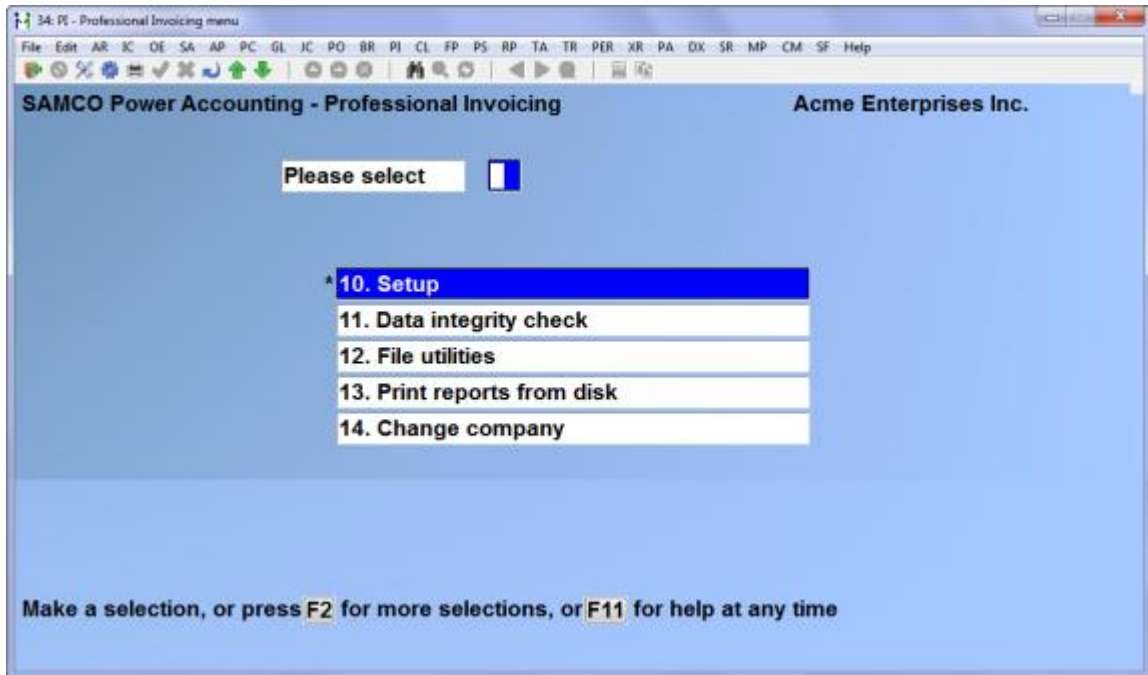 34: PI - Professional Invoicing menu
File Edit AR IC OE SA AP PC GL JC PO BR PI CL FP PS RP TA TR PER XR PA DX SR MP CM SF Help
SAMCO Power Accounting - Professional Invoicing Acme Enterprises Inc.
Please select
* 10. Setup
11. Data integrity check
12. File utilities
13. Print reports from disk
14. Change company
Make a selection, or press F2 for more selections, or F11 for help at any time